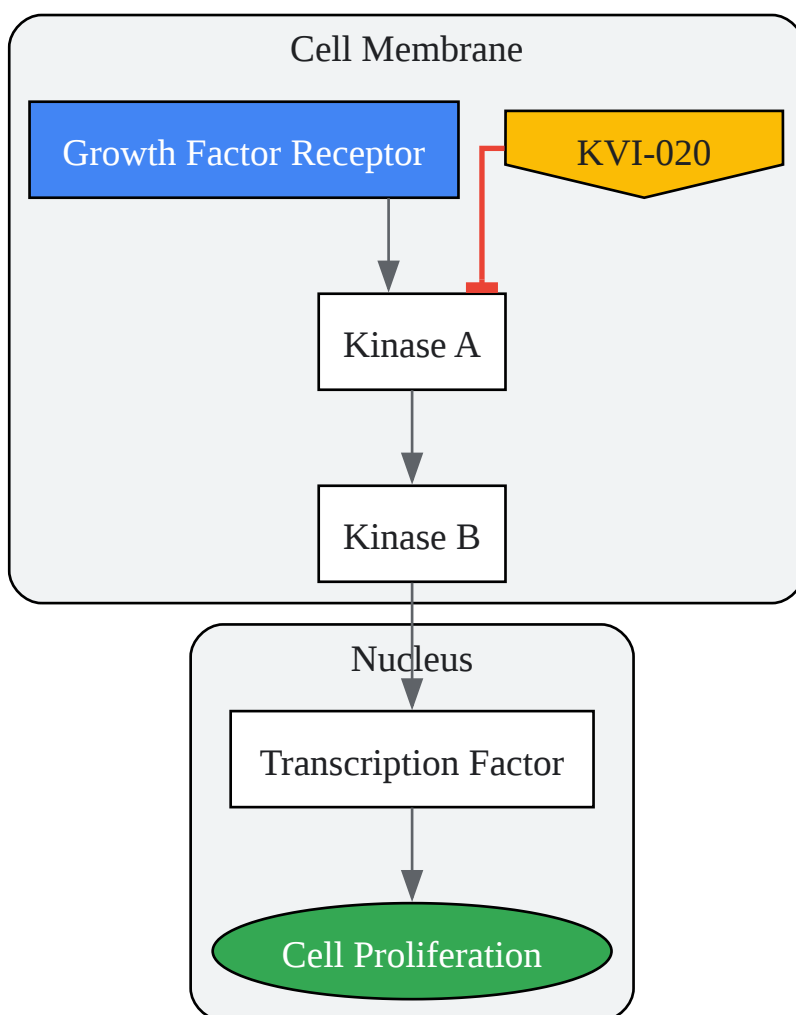 Cell Membrane
Growth Factor Receptor
KVI-020
Kinase A
Kinase B
Nucleus
Transcription Factor
Cell Proliferation